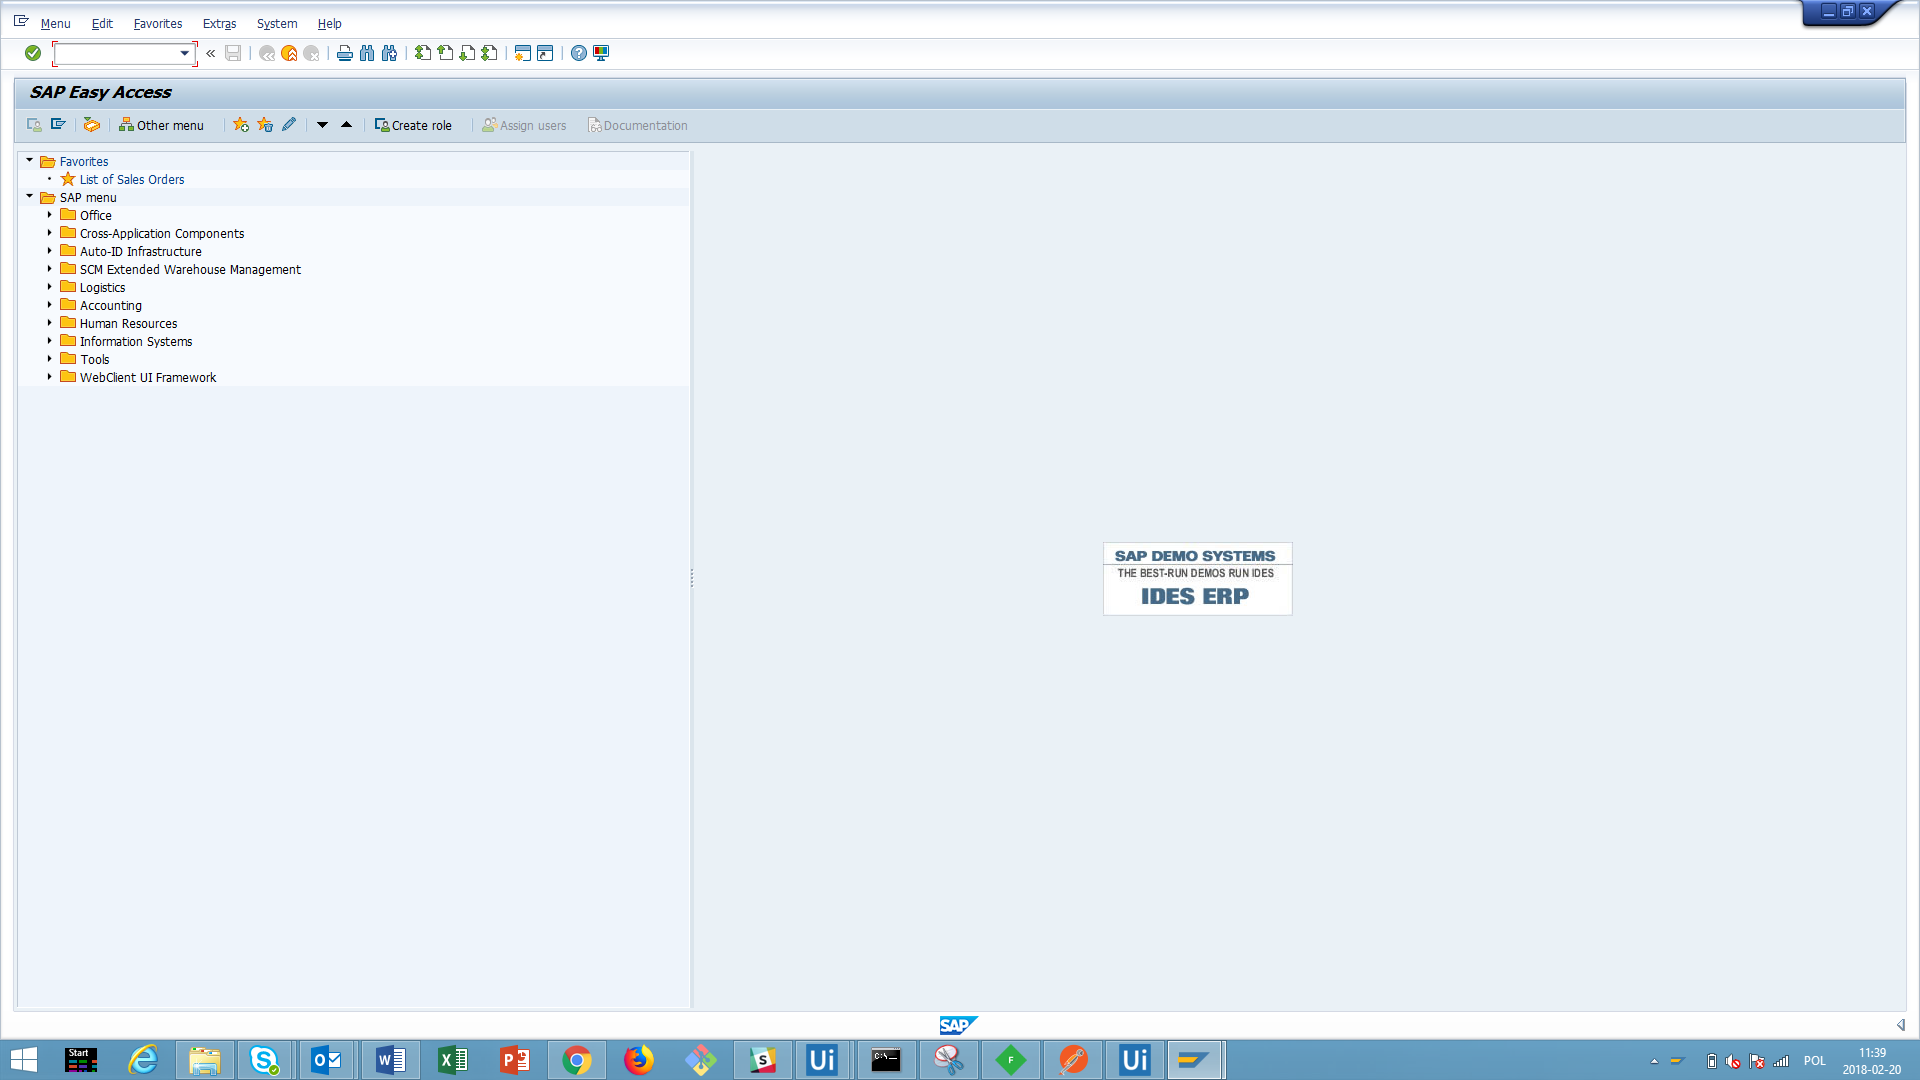 Menu Edit Favorites Extras System Help
SAP Easy Access
Other menu Create role Assign users Documentation
Favorites
List of Sales Orders
SAP menu
Office
Cross-Application Components
Auto-ID Infrastructure
SCM Extended Warehouse Management
Logistics
Accounting
Human Resources
Information Systems
Tools
WebClient UI Framework
SAP DEMO SYSTEMS
THE BEST-RUN DEMOS RUN IDES
IDES ERP
SAP
Start
Ui
C:\_
F
Ui
POL
11:39
2018-02-20